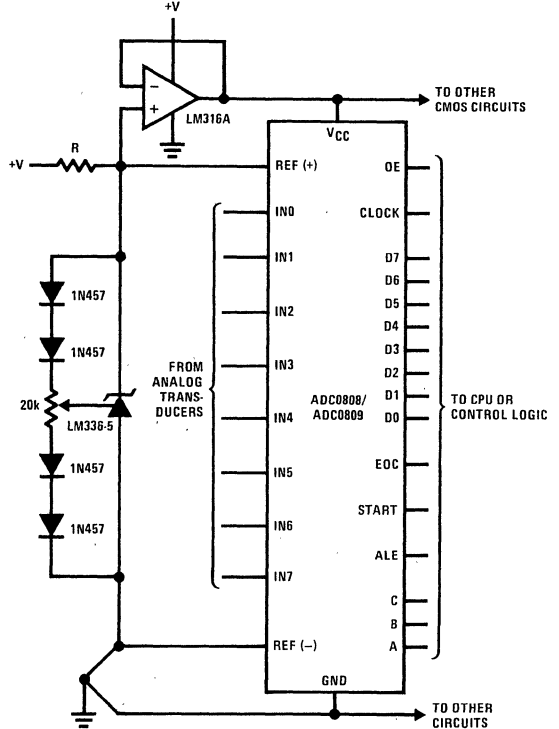 +V
−
+
LM316A
TO OTHER
CMOS CIRCUITS
VCC
R
+V
REF (+)
OE
IN0
CLOCK
IN1
D7
D6
1N457
IN2
D5
D4
1N457
IN3
D3
FROM
ANALOG
TRANS-
DUCERS
D2
ADC0808/
ADC0809
D1
TO CPU OR
CONTROL LOGIC
20k
LM336-5
IN4
D0
1N457
IN5
EOC
START
1N457
IN6
ALE
IN7
C
B
A
REF (−)
GND
TO OTHER
CIRCUITS